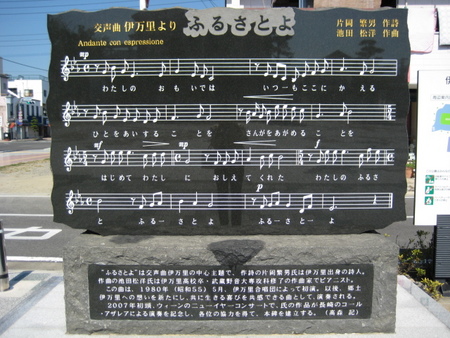 交声曲 伊万里より ふるさとよ
片岡 繁男 作詩
池田 松洋 作曲
Andante con espressione
mp
わたしの おもいでは いつーもここに かえる
ひとをあいする ことを さんがをあがめる ことを
mf mp mf
はじめて わたし に おしえて くれた わたしの ふるさ
p
と ふるーさとーよ ふるーさとーよ
"ふるさとよ"は交声曲伊万里の中心主題で、作詩の片岡繁男氏は伊万里出身の詩人。
作曲の池田松洋氏は伊万里高校卒・武蔵野音大専攻科修了の作曲家でピアニスト。
この曲は、1980年(昭和55)5月、伊万里合唱団によって初演。以後、郷土
伊万里への想いを新たにし、共に生きる喜びを共感できる曲として、演奏される。
2007年初頭、ウィーンのニューイヤーコンサートで、氏の作品が長崎のコール
・アザレアによる演奏を記念し、各位の協力を得て、本碑を建立する。(高森 記)